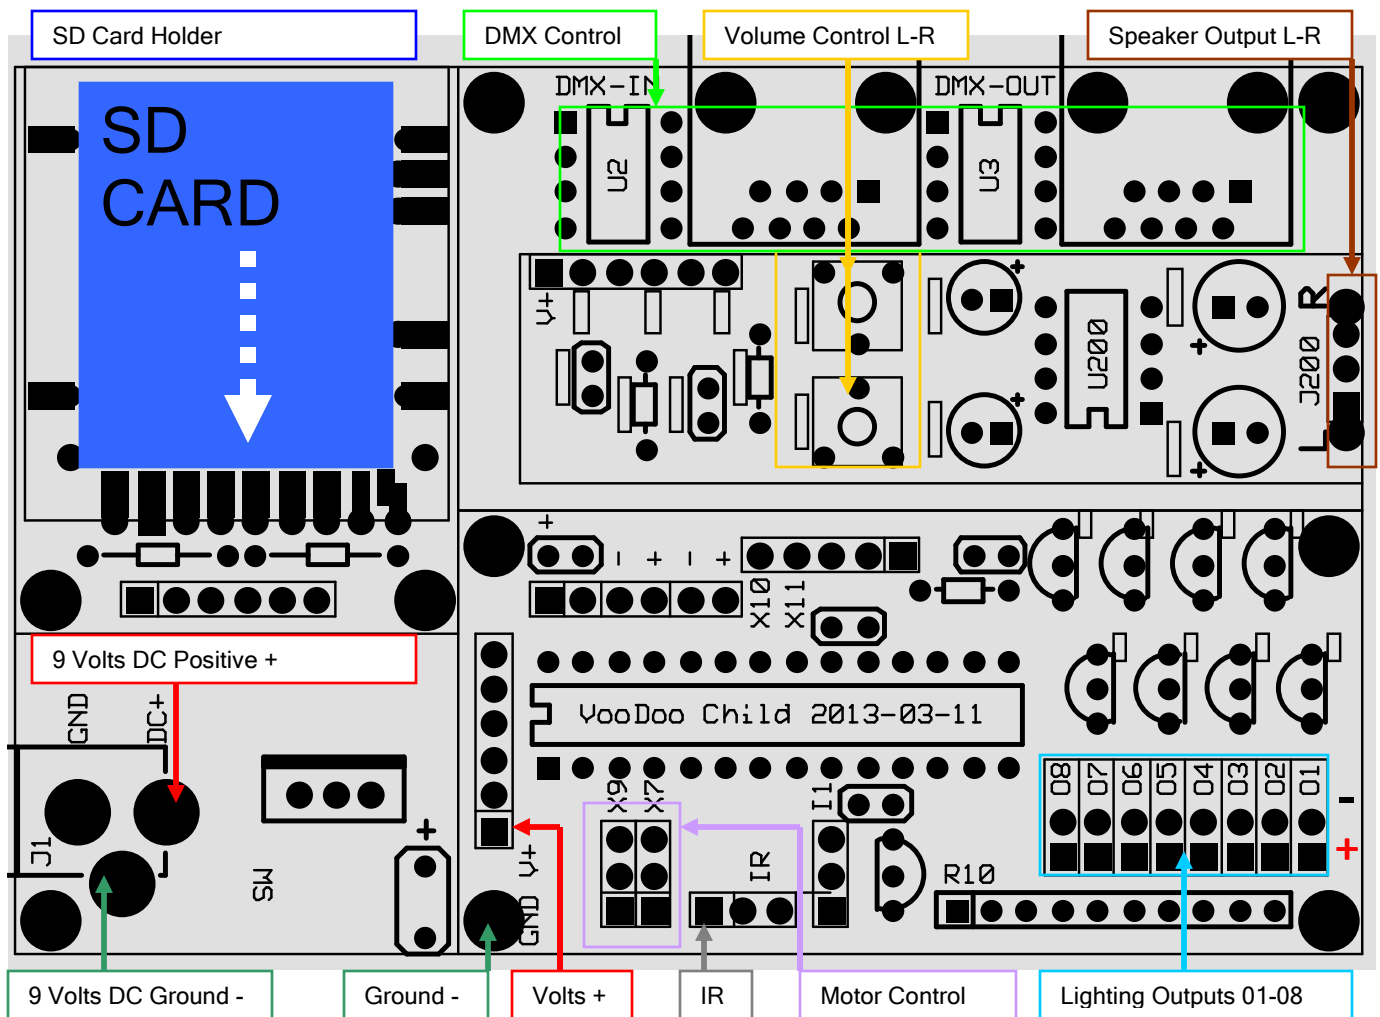 SD Card Holder
DMX Control
Volume Control L-R
Speaker Output L-R
DMX-IN
DMX-OUT
SD
CARD
U2
U3
V+
U200
R
J200
L
+
+
+
+
+
- + - +
X10
X11
9 Volts DC Positive +
GND
DC+
VooDoo Child 2013-03-11
X9
X7
I1
08
07
06
05
04
03
02
01
-
+
J1
+
SW
V+
GND
IR
R10
9 Volts DC Ground -
Ground -
Volts +
IR
Motor Control
Lighting Outputs 01-08